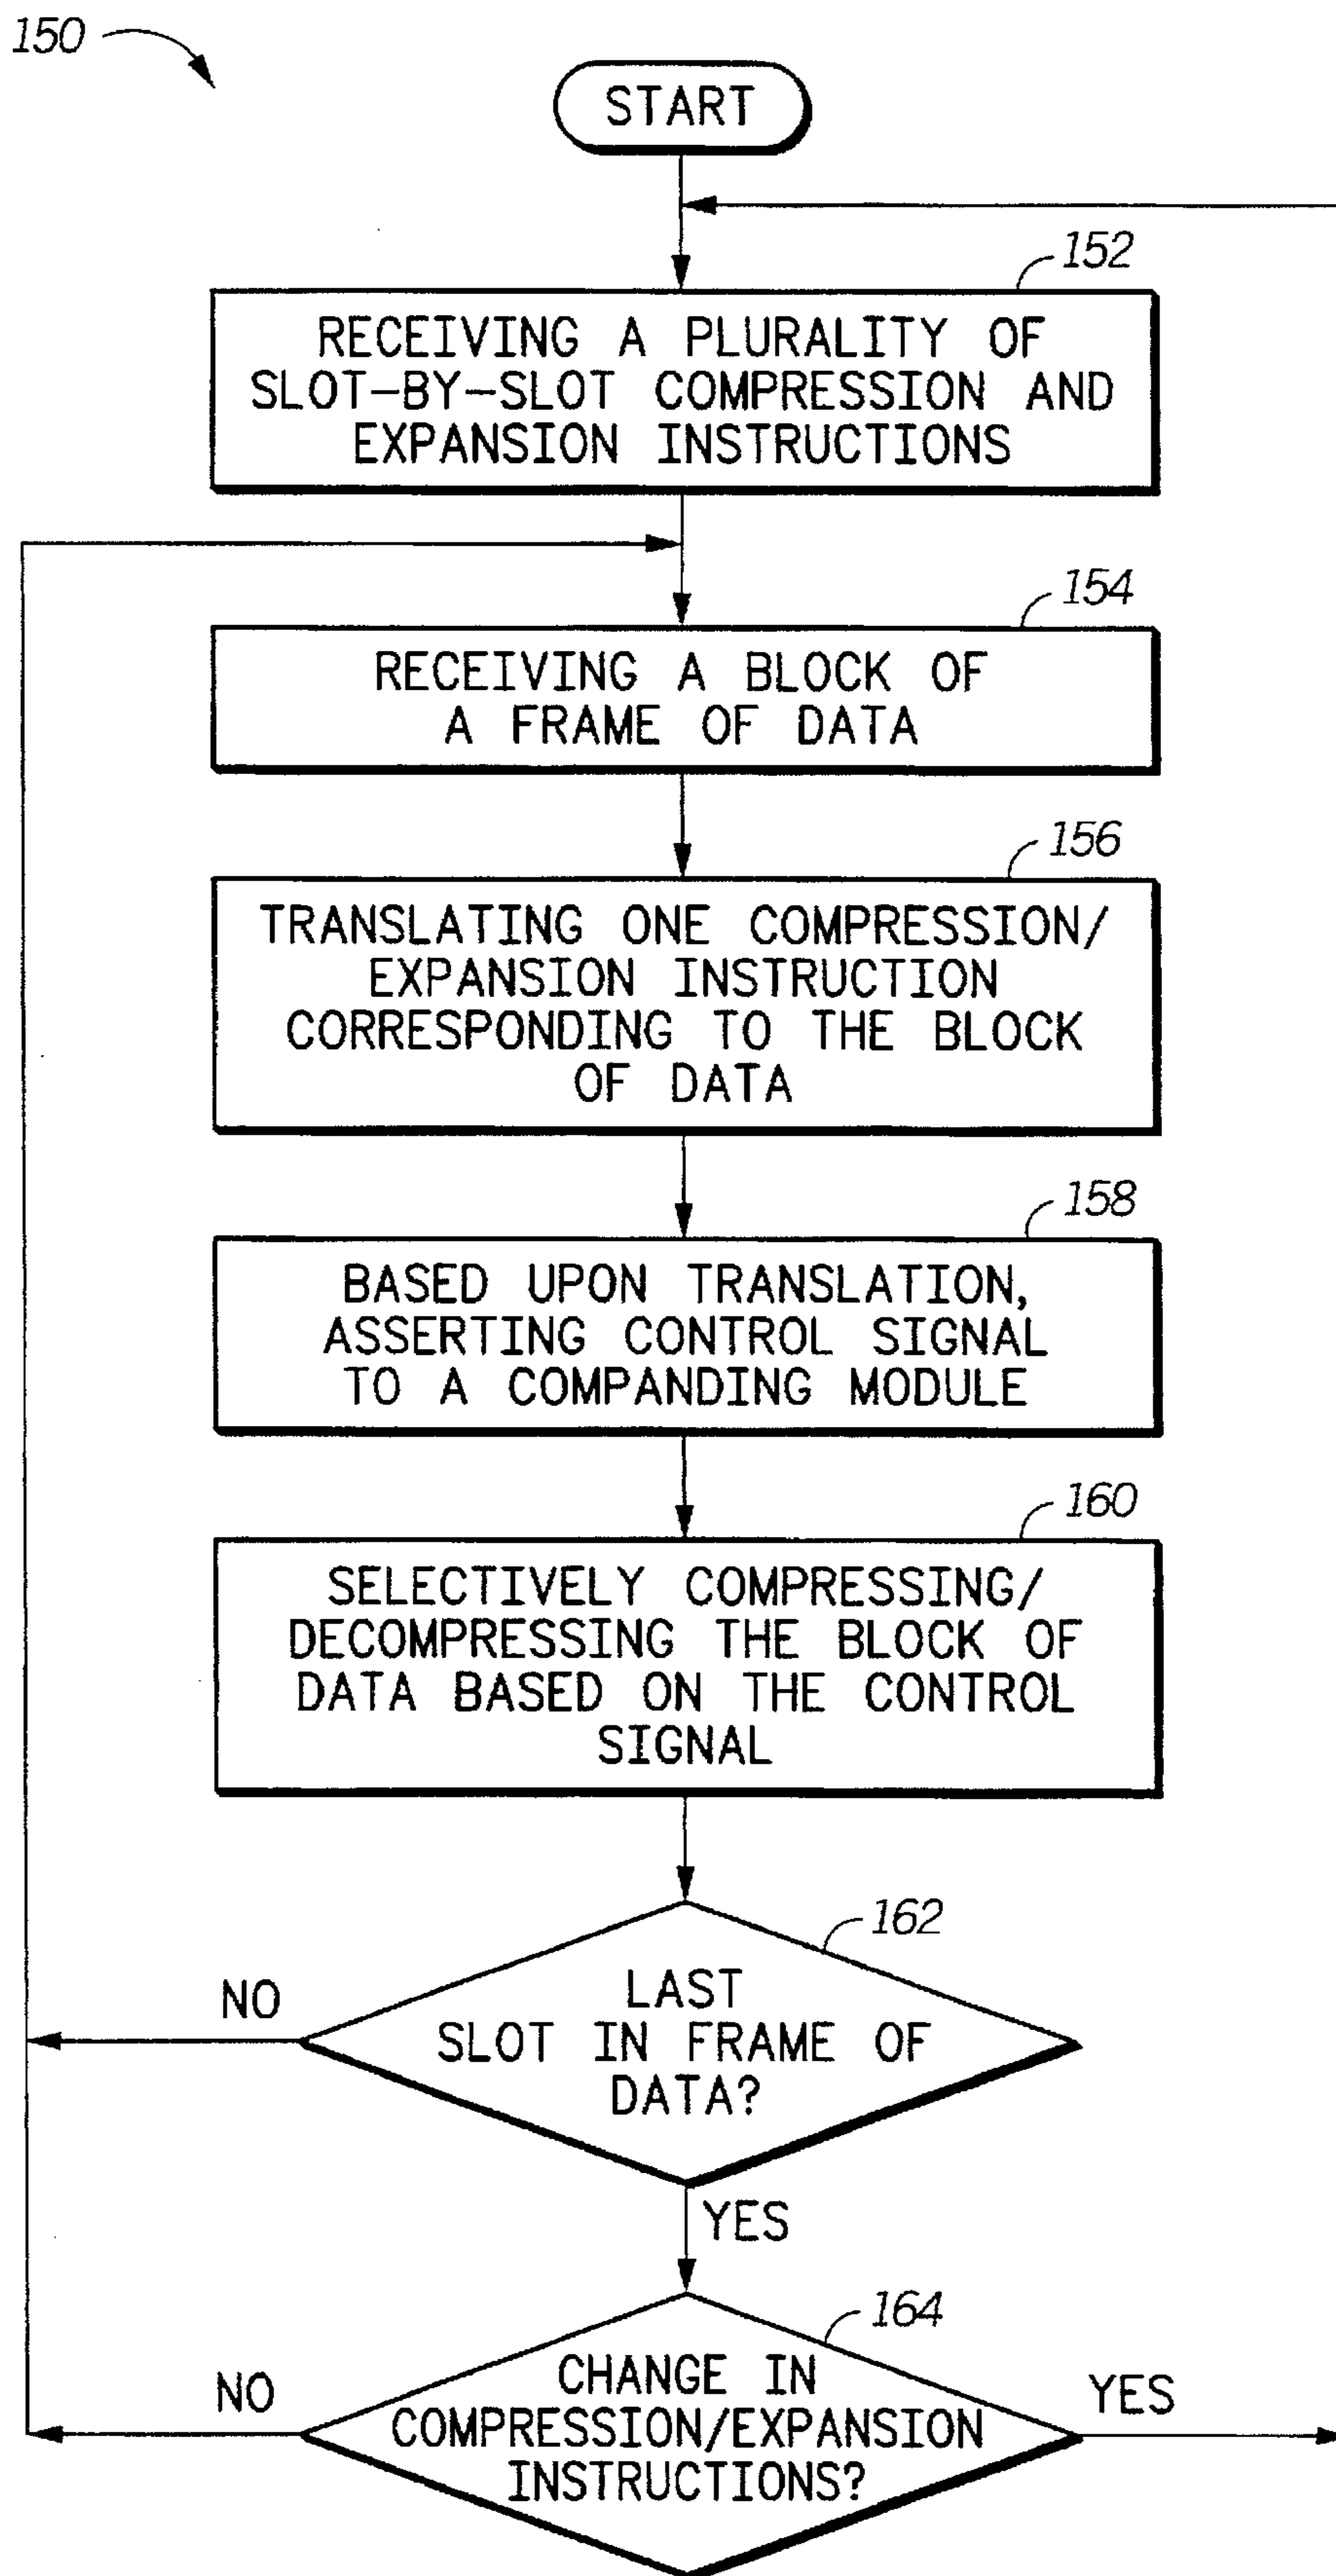 150
START
152
RECEIVING A PLURALITY OF
SLOT-BY-SLOT COMPRESSION AND
EXPANSION INSTRUCTIONS
154
RECEIVING A BLOCK OF
A FRAME OF DATA
156
TRANSLATING ONE COMPRESSION/
EXPANSION INSTRUCTION
CORRESPONDING TO THE BLOCK
OF DATA
158
BASED UPON TRANSLATION,
ASSERTING CONTROL SIGNAL
TO A COMPANDING MODULE
160
SELECTIVELY COMPRESSING/
DECOMPRESSING THE BLOCK OF
DATA BASED ON THE CONTROL
SIGNAL
162
NO
LAST
SLOT IN FRAME OF
DATA?
YES
164
NO
CHANGE IN
COMPRESSION/EXPANSION
INSTRUCTIONS?
YES